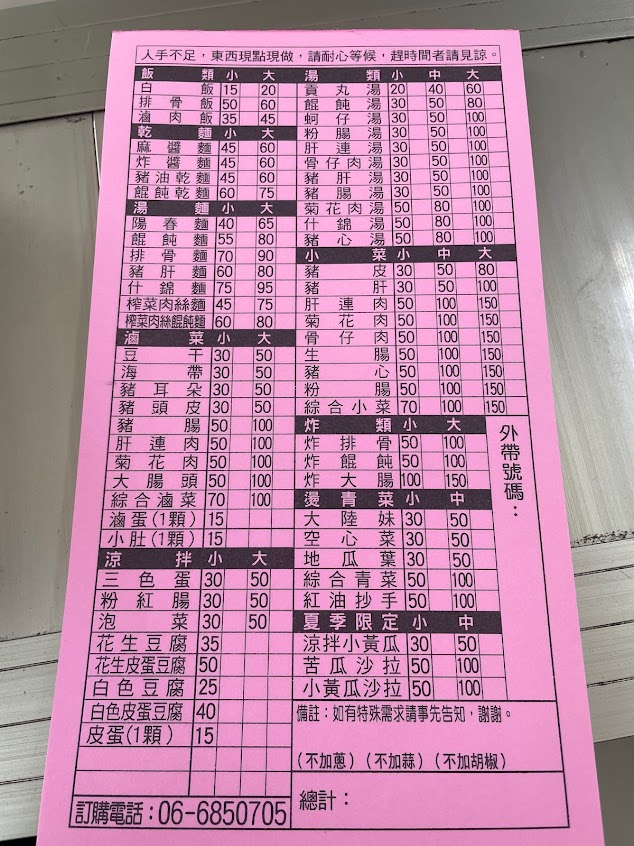 人手不足，東西現點現做，請耐心等候，趕時間者請見諒。
飯類 小 大
白飯 15 20
排骨飯 50 60
滷肉飯 35 45
乾麵 小 大
麻醬麵 45 60
炸醬麵 45 60
豬油乾麵 45 60
餛飩乾麵 60 75
湯麵 小 大
陽春麵 40 65
餛飩麵 55 80
排骨麵 70 90
豬肝麵 60 80
什錦麵 75 95
榨菜肉絲麵 45 75
榨菜肉絲餛飩麵 60 80
滷菜 小 大
豆干 30 50
海帶 30 50
豬耳朵 30 50
豬頭皮 30 50
豬腸 50 100
肝連肉 50 100
菊花肉 50 100
大腸頭 50 100
綜合滷菜 70 100
滷蛋(1顆) 15
小肚(1顆) 15
涼拌 小 大
三色蛋 30 50
粉紅腸 30 50
泡菜 30 50
花生豆腐 35
花生皮蛋豆腐 50
白色豆腐 25
白色皮蛋豆腐 40
皮蛋(1顆) 15
訂購電話：06-6850705
湯類 小 中 大
貢丸湯 20 40 60
餛飩湯 30 50 80
蚵仔湯 30 50 100
粉腸湯 30 50 100
肝連湯 30 50 100
骨仔肉湯 30 50 100
豬肝湯 30 50 100
豬腸湯 30 50 100
菊花肉湯 50 80 100
什錦湯 50 80 100
豬心湯 50 80 100
小菜 小 中 大
豬皮 30 50 80
豬肝 30 50 100
肝連肉 50 100 150
菊花肉 50 100 150
骨仔肉 50 100 150
生腸 50 100 150
豬心 50 100 150
粉腸 50 100 150
綜合小菜 70 100 150
炸類 小 大
炸排骨 50 100
炸餛飩 50 100
炸大腸 100 150
燙青菜 小 中
大陸妹 30 50
空心菜 30 50
地瓜葉 30 50
綜合青菜 50 100
紅油抄手 50 100
夏季限定 小 中
涼拌小黃瓜 30 50
苦瓜沙拉 50 100
小黃瓜沙拉 50 100
外帶號碼：
備註：如有特殊需求請事先告知，謝謝。
(不加蔥) (不加蒜) (不加胡椒)
總計：